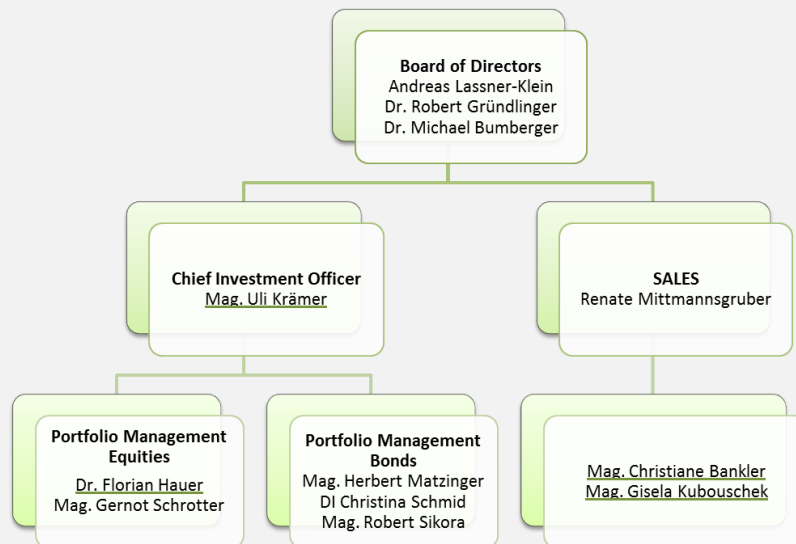 Board of Directors
Andreas Lassner-Klein
Dr. Robert Gründlinger
Dr. Michael Bumberger
Chief Investment Officer
Mag. Uli Krämer
SALES
Renate Mittmannsgruber
Portfolio Management
Equities
Dr. Florian Hauer
Mag. Gernot Schrotter
Portfolio Management
Bonds
Mag. Herbert Matzinger
DI Christina Schmid
Mag. Robert Sikora
Mag. Christiane Bankler
Mag. Gisela Kubouschek